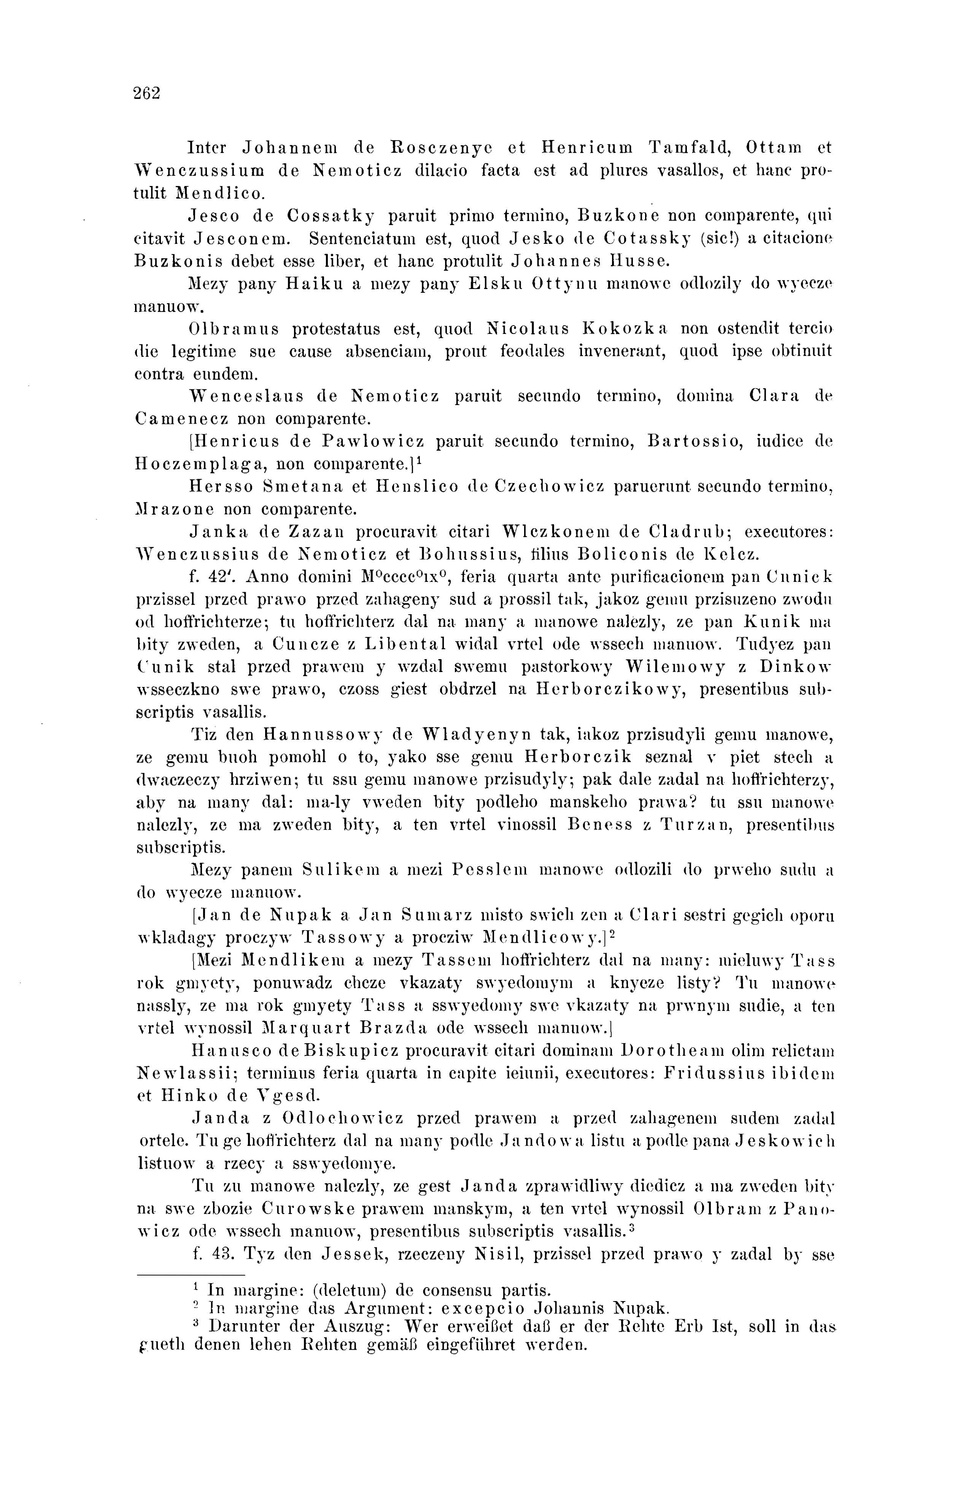 262
Inter Johannem de Rosczenyc et Henricum Tamfald, Ottam et
Wenczussium de Nemoticz dilacio facta est ad plures vasallos, et hanc pro-
tulit Mendlico.
Jesco de Cossatky paruit primo termino, Buzkone non comparente, qui
citavit Jesconem. Sentenciatum est, quod Jesko de Cotassky (sic!) a citacione
Buzkonis debet esse liber, et hanc protulit Johannes Husse.
Mezy pany Haiku a mezy pany Elsku Ottynu manowe odlozily do wyecze
manuow.
Olbramus protestatus est, quod Nicolaus Kokozka non ostendit tercio
die legitime sue cause absenciam, prout feodales invenerant, quod ipse obtinuit
contra eundem.
Wenceslaus de Nemoticz paruit secundo termino, domina Clara de
Camenecz non comparente.
[Henricus de Pawlowicz paruit secundo termino, Bartossio, iudice de
Hoczemplaga, non comparente.]¹
Hersso Smetana et Henslico de Czechowicz paruerunt secundo termino,
Mrazone non comparente.
Janka de Zazan procuravit citari Wlczkonem de Cladrub; executores:
Wenczussius de Nemoticz et Bohussius, filius Boliconis de Kelcz.
f. 42'. Anno domini M⁰cccc⁰ıx⁰, feria quarta ante purificacionem pan Cunick
przissel przed prawo przed zahageny sud a prossil tak, jakoz gemu przisuzeno zwodu
od hoffrichterze; tu hoffrichterz dal na many a manowe nalezly, ze pan Kunik ma
bity zweden, a Cuncze z Libental widal vrtel ode wssech manuow. Tudyez pan
Cunik stal przed prawem y wzdal swemu pastorkowy Wilemowy z Dinkow
wsseczkno swe prawo, czoss giest obdrzel na Herborczikowy, presentibus sub-
scriptis vasallis.
Tiz den Hannussowy de Wladyenyn tak, iakoz przisudyli gemu manowe,
ze gemu buoh pomohl o to, yako sse gemu Herborczik seznal v piet stech a
dwaczeczy hrziwen; tu ssu gemu manowe przisudyly; pak dale zadal na hoffrichterzy,
aby na many dal: ma-ly vweden bity podleho manskeho prawa? tu ssu manowe
nalezly, ze ma zweden bity, a ten vrtel vinossil Beness z Turzan, presentibus
subscriptis.
Mezy panem Sulikem a mezi Pesslem manowe odlozili do prweho sudu a
do wyecze manuow.
[Jan de Nupak a Jan Sumarz misto swich zen a Clari sestri gegich oporu
wkladagy proczyw Tassowy a procziw Mendlicowy.]²
[Mezi Mendlikem a mezy Tassem hoffrichterz dal na many: mieluwy Tass
rok gmyety, ponuwadz chcze vkazaty swyedomym a knyeze listy? Tu manowe
nassly, ze ma rok gmyety Tass a sswyedomy swe vkazaty na prwnym sudie, a ten
vrtel wynossil Marquart Brazda ode wssech manuow.]
Hanusco de Biskupicz procuravit citari dominam Dorotheam olim relictam
Newlassii; terminus feria quarta in capite ieiunii, executores: Fridussius ibidem
et Hinko de Vgesd.
Janda z Odlochowicz przed prawem a przed zahagenem sudem zadal
ortele. Tu ge hoffrichterz dal na many podle Jandowa listu a podle pana Jeskowich
listuow a rzecy a sswyedomye.
Tu zu manowe nalezly, ze gest Janda zprawidliwy diedicz a ma zweden bity
na swe zbozie Curowske prawem manskym, a ten vrtel wynossil Olbram z Pano-
wicz ode wssech manuow, presentibus subscriptis vasallis.³
f. 43. Tyz den Jessek, rzeczeny Nisil, przissel przed prawo y zadal by sse
¹ In margine: (deletum) de consensu partis.
² In margine das Argument: excepcio Johannis Nupak.
³ Darunter der Auszug: Wer erweißet daß er der Rehte Erb Ist, soll in das
gueth denen lehen Rehten gemäß eingeführet werden.